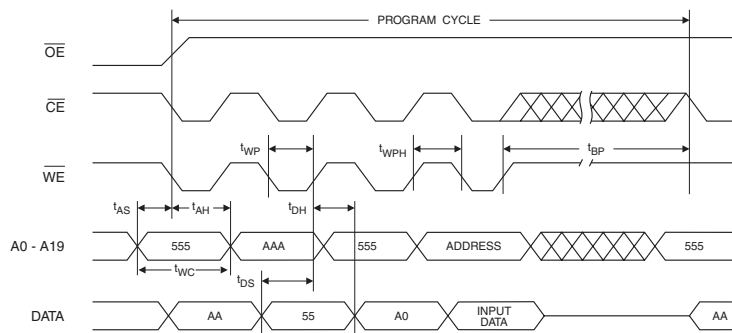 PROGRAM CYCLE
OE
CE
tWP
tWPH
tBP
WE
tAS
tAH
tDH
A0 - A19
555
AAA
555
ADDRESS
555
tWC
tDS
DATA
AA
55
A0
INPUT
DATA
AA